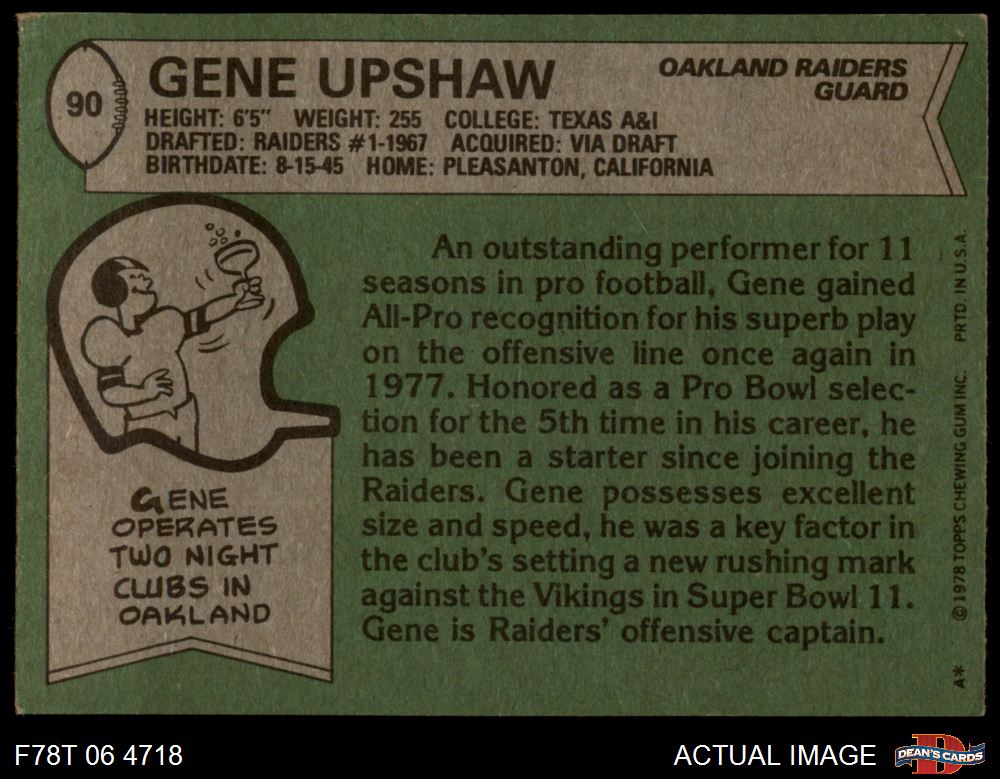 90
GENE UPSHAW
OAKLAND RAIDERS
GUARD
HEIGHT: 6'5" WEIGHT: 255 COLLEGE: TEXAS A&I
DRAFTED: RAIDERS #1-1967 ACQUIRED: VIA DRAFT
BIRTHDATE: 8-15-45 HOME: PLEASANTON, CALIFORNIA
GENE
OPERATES
TWO NIGHT
CLUBS IN
OAKLAND
An outstanding performer for 11
seasons in pro football, Gene gained
All-Pro recognition for his superb play
on the offensive line once again in
1977. Honored as a Pro Bowl selec-
tion for the 5th time in his career, he
has been a starter since joining the
Raiders. Gene possesses excellent
size and speed, he was a key factor in
the club's setting a new rushing mark
against the Vikings in Super Bowl 11.
Gene is Raiders' offensive captain.
A* © 1978 TOPPS CHEWING GUM INC. PRTD. IN U.S.A.
F78T 06 4718
ACTUAL IMAGE
D
DEAN'S CARDS